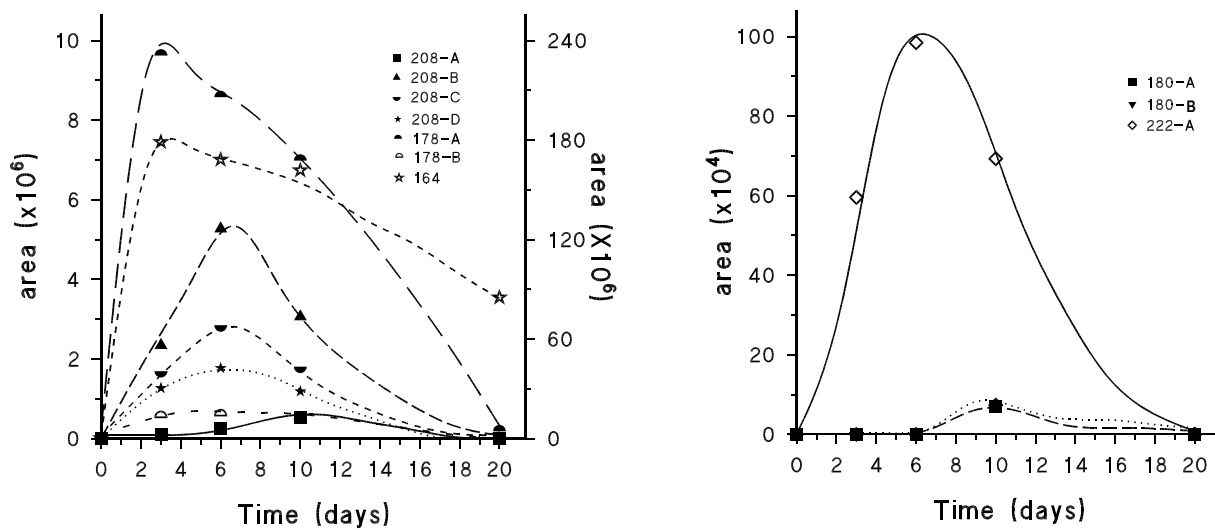 10
8
6
4
2
0
area (x10⁶)
240
180
120
60
0
area (X10⁶)
208-A
208-B
208-C
208-D
178-A
178-B
164
0 2 4 6 8 10 12 14 16 18 20
Time (days)
100
80
60
40
20
0
area (x10⁴)
180-A
180-B
222-A
0 2 4 6 8 10 12 14 16 18 20
Time (days)